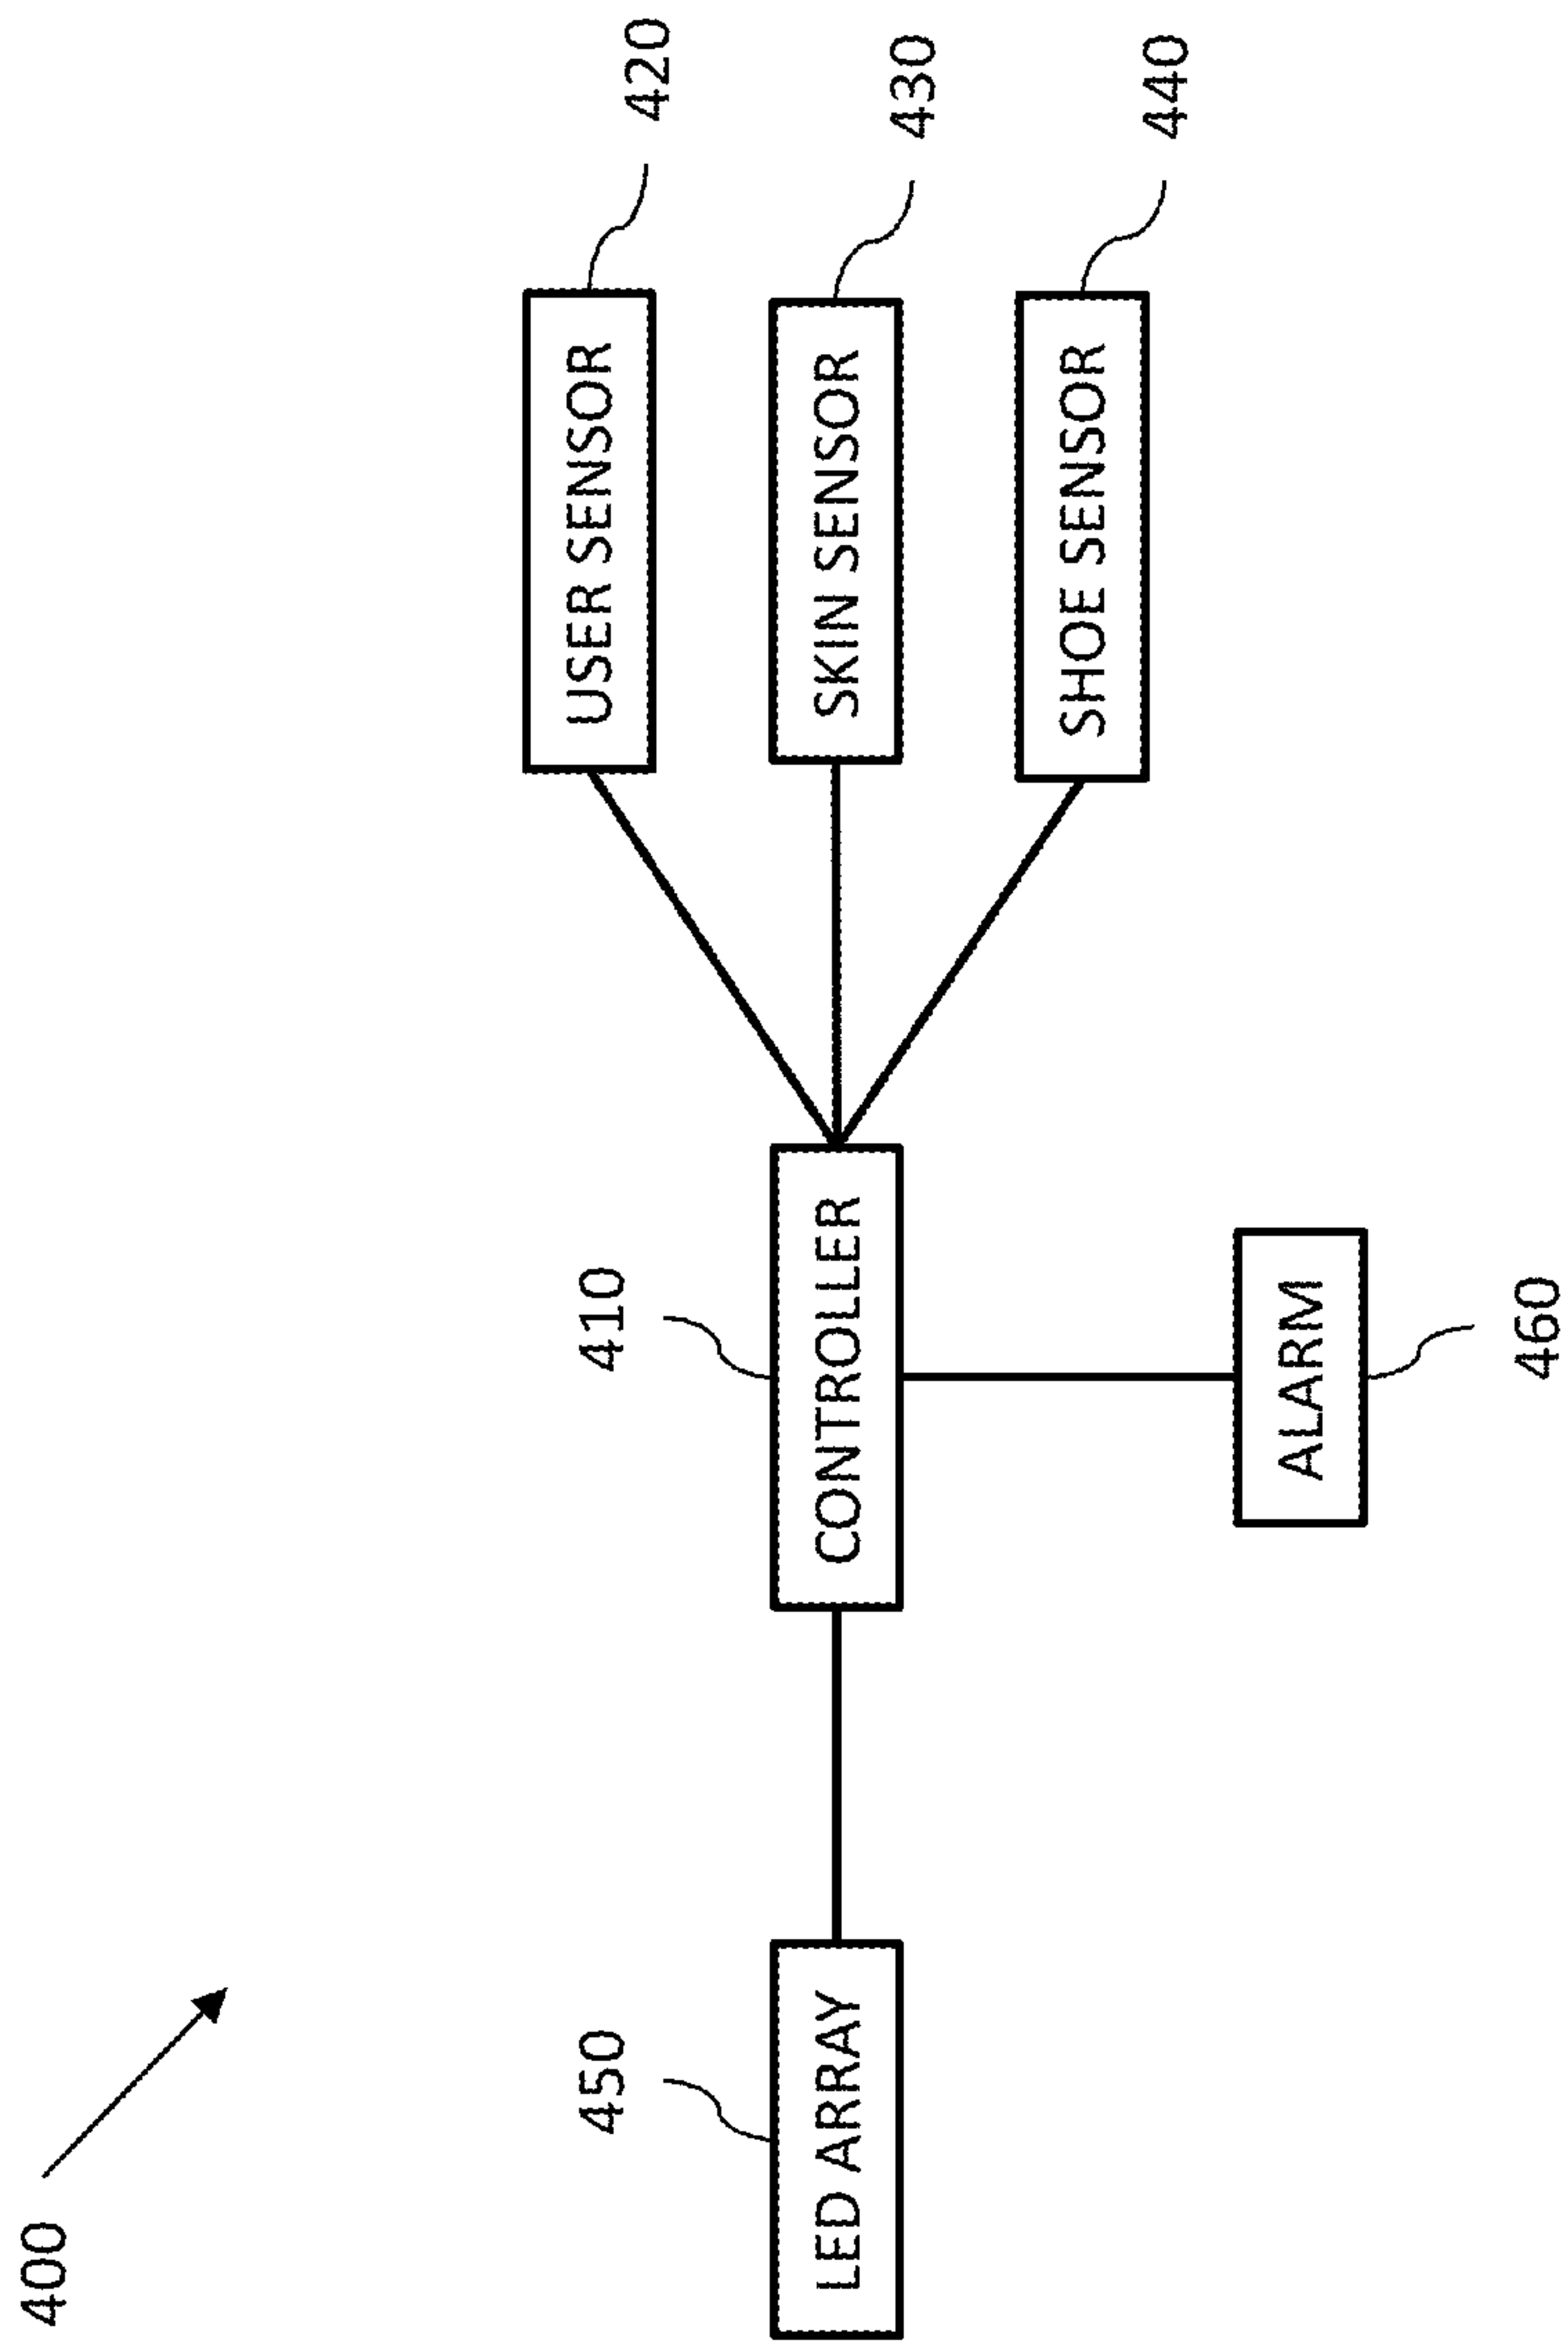 400
420
USER SENSOR
450
410
430
LED ARRAY
CONTROLLER
SKIN SENSOR
440
SHOE SENSOR
ALARM
460